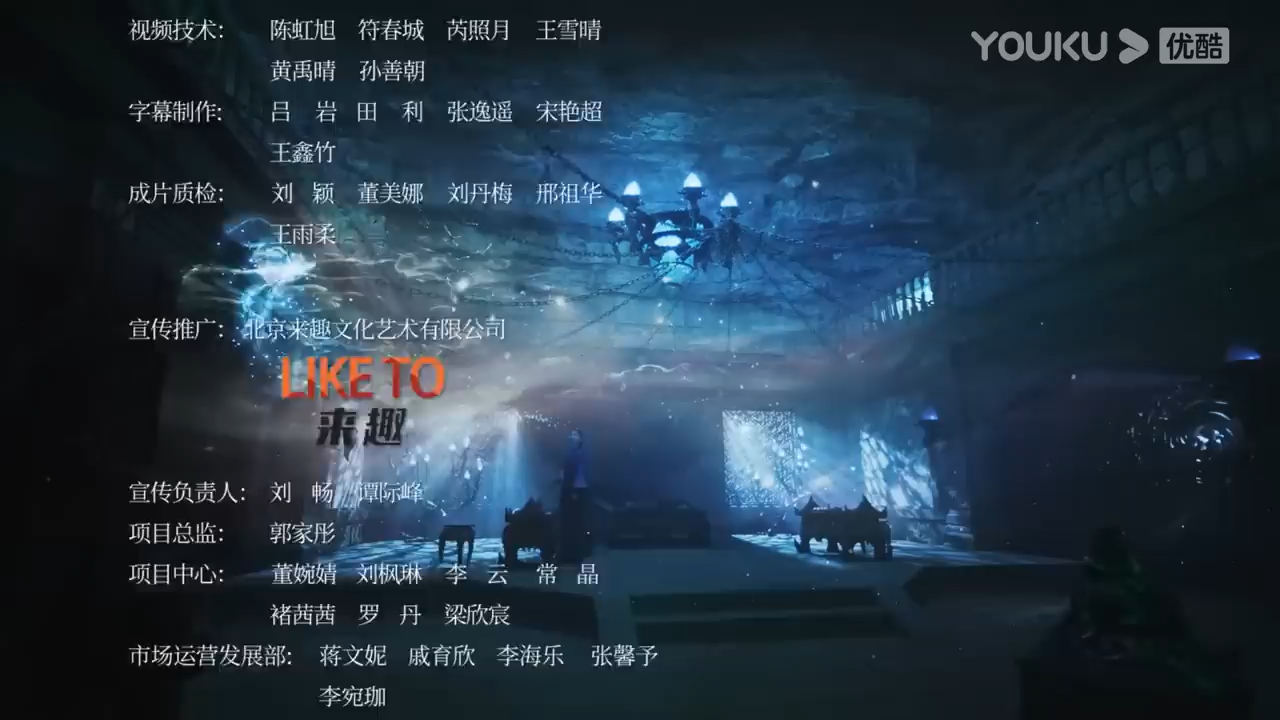 视频技术: 陈虹旭 符春城 芮照月 王雪晴
YOUKU 优酷
黄禹晴 孙善朝
字幕制作: 吕 岩 田 利 张逸遥 宋艳超
王鑫竹
成片质检: 刘 颖 董美娜 刘丹梅 邢祖华
王雨柔
宣传推广: 北京来趣文化艺术有限公司
LIKE TO
来趣
宣传负责人: 刘 畅 谭际峰
项目总监: 郭家彤
项目中心: 董婉婧 刘枫琳 李 云 常 晶
褚茜茜 罗 丹 梁欣宸
市场运营发展部: 蒋文妮 戚育欣 李海乐 张馨予
李宛珈